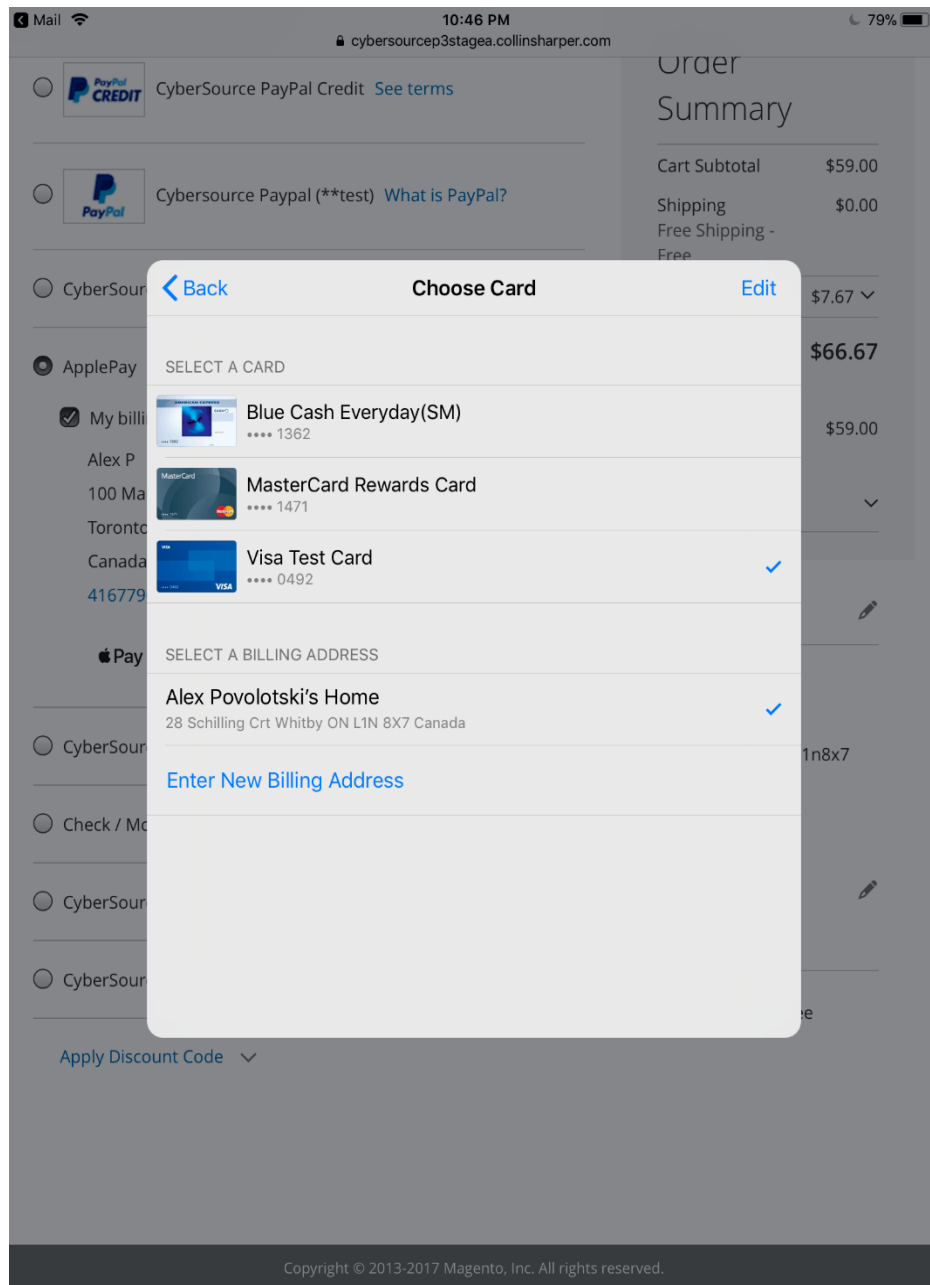 Mail
10:46 PM
79%
cybersourcep3stagea.collinsharper.com
PayPal CREDIT
CyberSource PayPal Credit See terms
PayPal
Cybersource Paypal (**test) What is PayPal?
CyberSour
ApplePay
My billi
Alex P
100 Ma
Toronto
Canada
416779
Pay
CyberSour
Check / Mo
CyberSour
CyberSour
Apply Discount Code
Order
Summary
Cart Subtotal $59.00
Shipping $0.00
Free Shipping -
Free
$7.67
$66.67
$59.00
1n8x7
ee
Back
Choose Card
Edit
SELECT A CARD
AMERICAN EXPRESS
Blue Cash Everyday(SM)
•••• 1362
MasterCard
MasterCard Rewards Card
•••• 1471
VISA
Visa Test Card
•••• 0492
SELECT A BILLING ADDRESS
Alex Povolotski's Home
28 Schilling Crt Whitby ON L1N 8X7 Canada
Enter New Billing Address
Copyright © 2013-2017 Magento, Inc. All rights reserved.